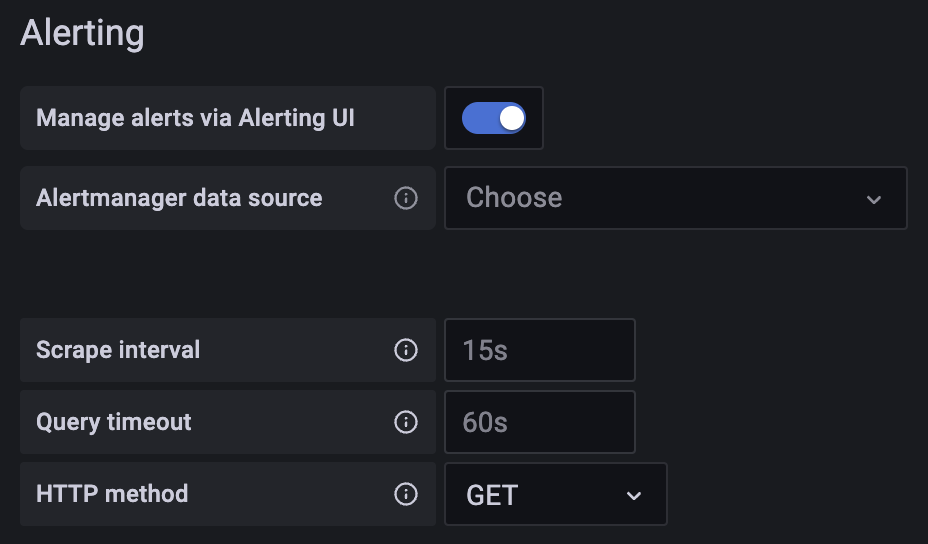 Alerting
Manage alerts via Alerting UI
Alertmanager data source Choose
Scrape interval 15s
Query timeout 60s
HTTP method GET